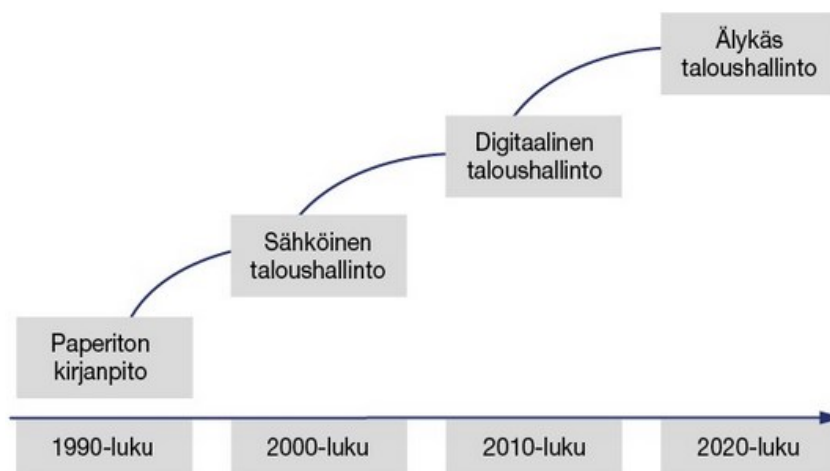 Älykäs
taloushallinto
Digitaalinen
taloushallinto
Sähköinen
taloushallinto
Paperiton
kirjanpito
1990-luku
2000-luku
2010-luku
2020-luku